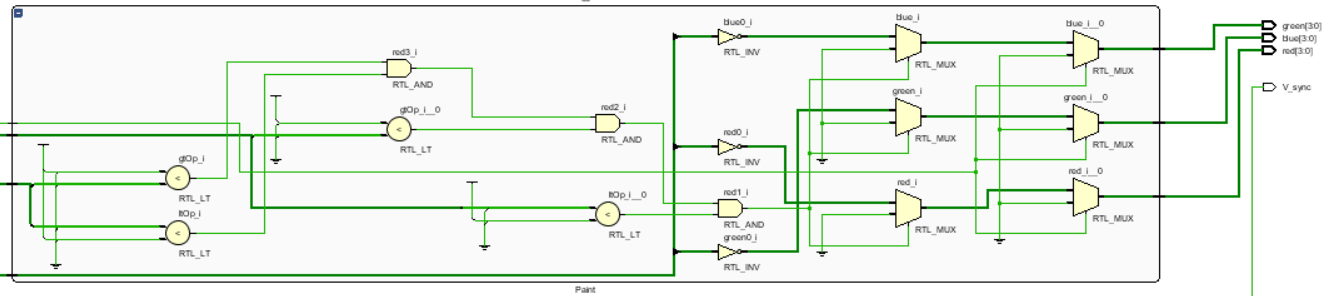 blue0_i
RTL_INV
blue_i
RTL_MUX
blue_i__0
RTL_MUX
green[3:0]
blue[3:0]
red[3:0]
V_sync
red3_i
RTL_AND
gtOp_i__0
<
RTL_LT
red2_i
RTL_AND
green_i
RTL_MUX
green_i__0
RTL_MUX
red0_i
RTL_INV
gtOp_i
<
RTL_LT
ltOp_i
<
RTL_LT
ltOp_i__0
<
RTL_LT
red1_i
RTL_AND
green0_i
RTL_INV
red_i
RTL_MUX
red_i__0
RTL_MUX
Paint